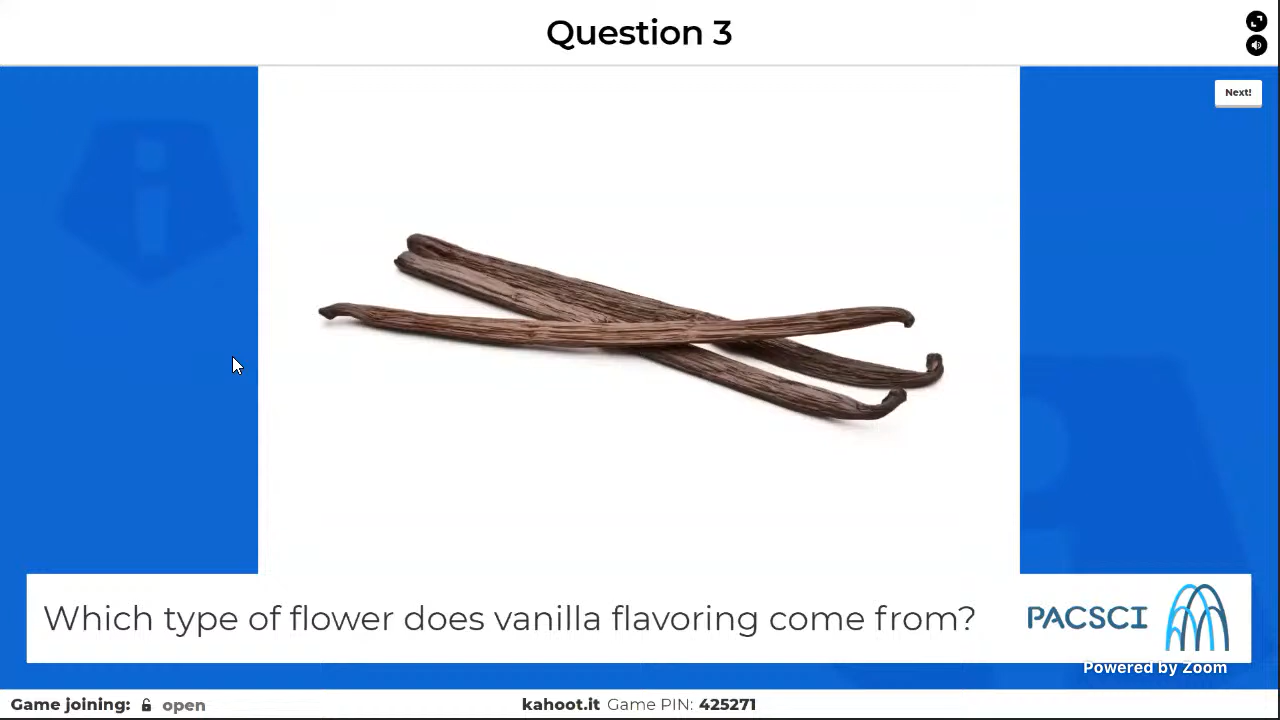 Question 3
Next!
Which type of flower does vanilla flavoring come from?
PACSCI
Powered by Zoom
Game joining: open
kahoot.it Game PIN: 425271